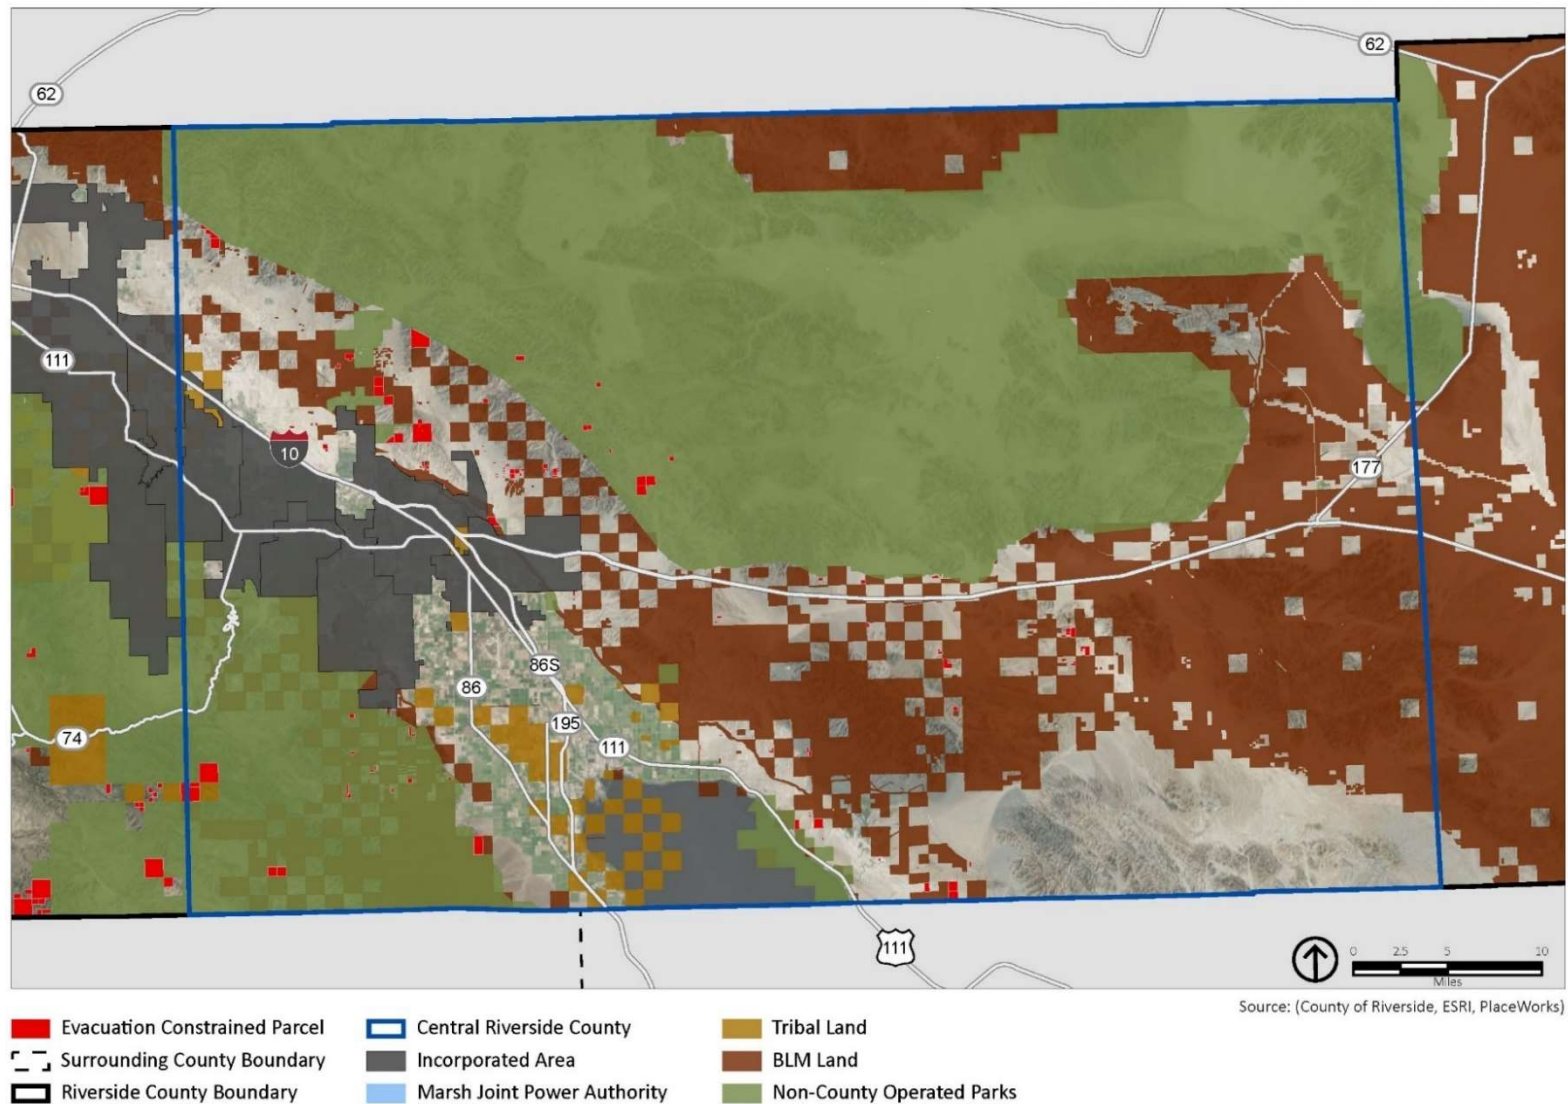 62
62
111
10
177
86S
86
195
111
74
111
0 2.5 5 10
Miles
Source: (County of Riverside, ESRI, PlaceWorks)
Evacuation Constrained Parcel
Central Riverside County
Tribal Land
Surrounding County Boundary
Incorporated Area
BLM Land
Riverside County Boundary
Marsh Joint Power Authority
Non-County Operated Parks